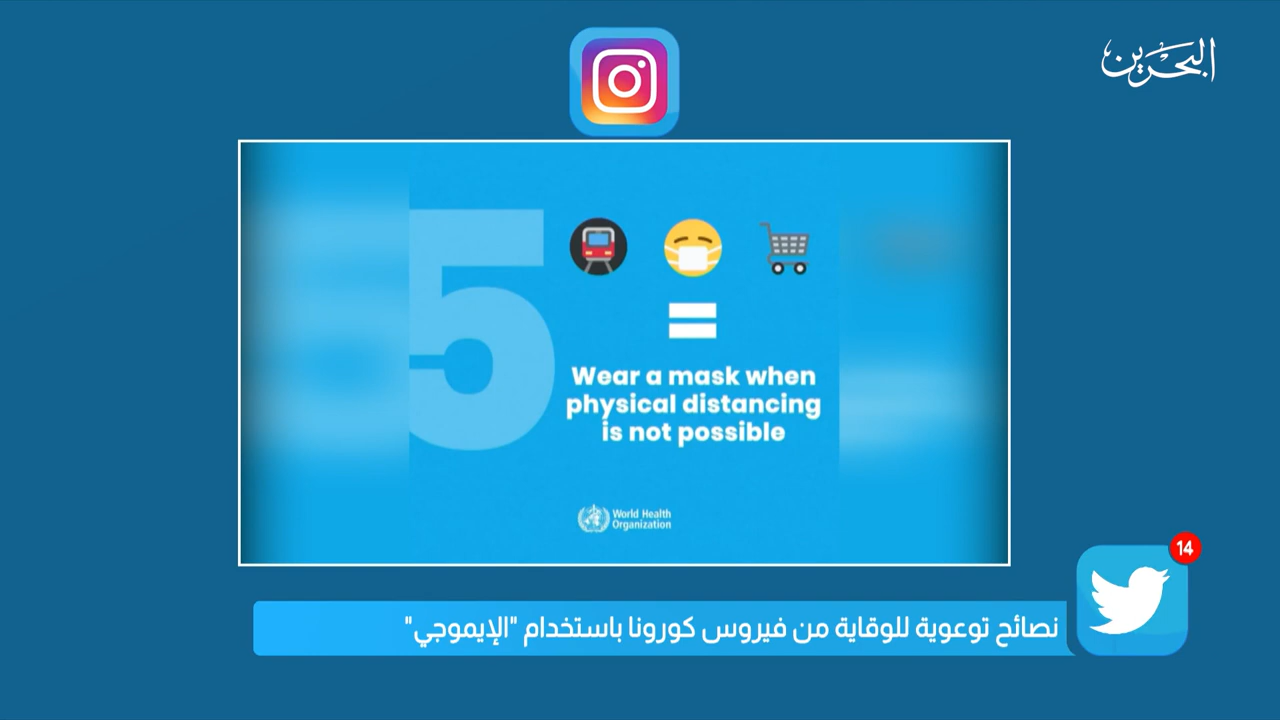 البحرين
5
Wear a mask when
physical distancing
is not possible
World Health
Organization
14
نصائح توعوية للوقاية من فيروس كورونا باستخدام "الإيموجي"